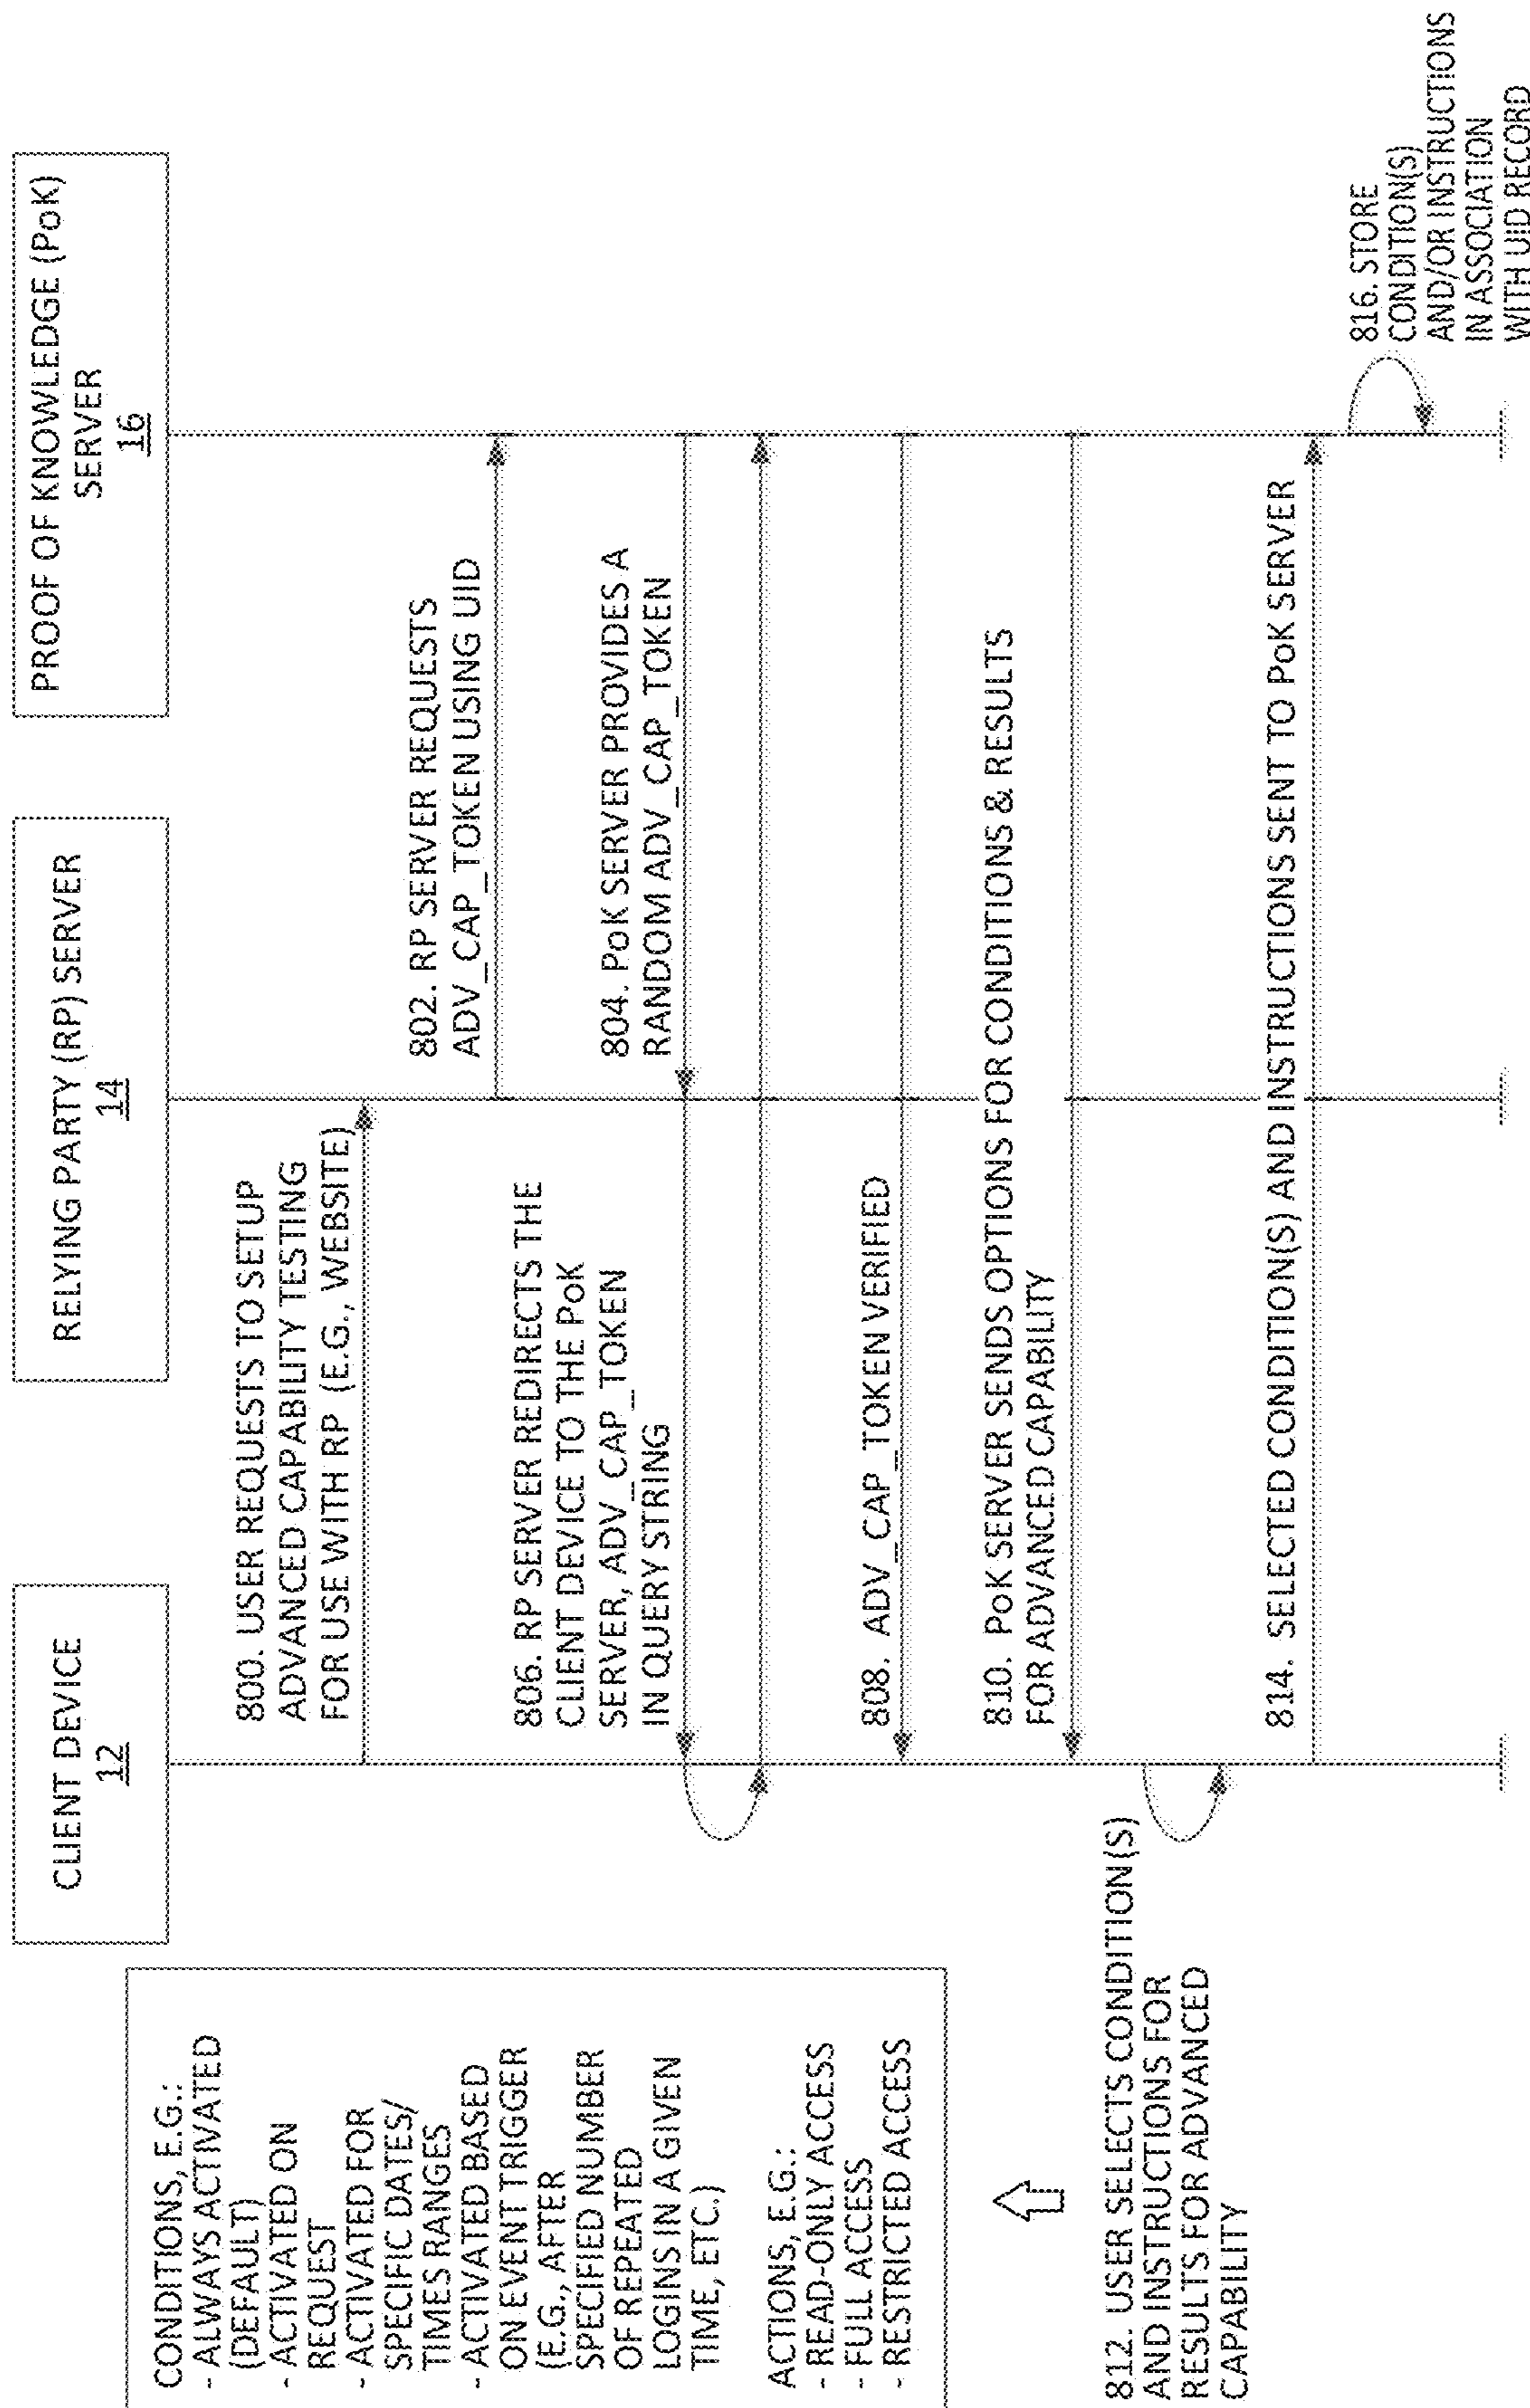 CLIENT DEVICE
12
RELYING PARTY (RP) SERVER
14
PROOF OF KNOWLEDGE (PoK)
SERVER
16
CONDITIONS, E.G.:
- ALWAYS ACTIVATED
(DEFAULT)
- ACTIVATED ON
REQUEST
- ACTIVATED FOR
SPECIFIC DATES/
TIMES RANGES
- ACTIVATED BASED
ON EVENT TRIGGER
(E.G., AFTER
SPECIFIED NUMBER
OF REPEATED
LOGINS IN A GIVEN
TIME, ETC.)
ACTIONS, E.G.:
- READ-ONLY ACCESS
- FULL ACCESS
- RESTRICTED ACCESS
800. USER REQUESTS TO SETUP
ADVANCED CAPABILITY TESTING
FOR USE WITH RP (E.G., WEBSITE)
802. RP SERVER REQUESTS
ADV_CAP_TOKEN USING UID
804. PoK SERVER PROVIDES A
RANDOM ADV_CAP_TOKEN
806. RP SERVER REDIRECTS THE
CLIENT DEVICE TO THE PoK
SERVER, ADV_CAP_TOKEN
IN QUERY STRING
808. ADV_CAP_TOKEN VERIFIED
810. PoK SERVER SENDS OPTIONS FOR CONDITIONS & RESULTS
FOR ADVANCED CAPABILITY
812. USER SELECTS CONDITION(S)
AND INSTRUCTIONS FOR
RESULTS FOR ADVANCED
CAPABILITY
814. SELECTED CONDITION(S) AND INSTRUCTIONS SENT TO PoK SERVER
816. STORE
CONDITION(S)
AND/OR INSTRUCTIONS
IN ASSOCIATION
WITH UID RECORD